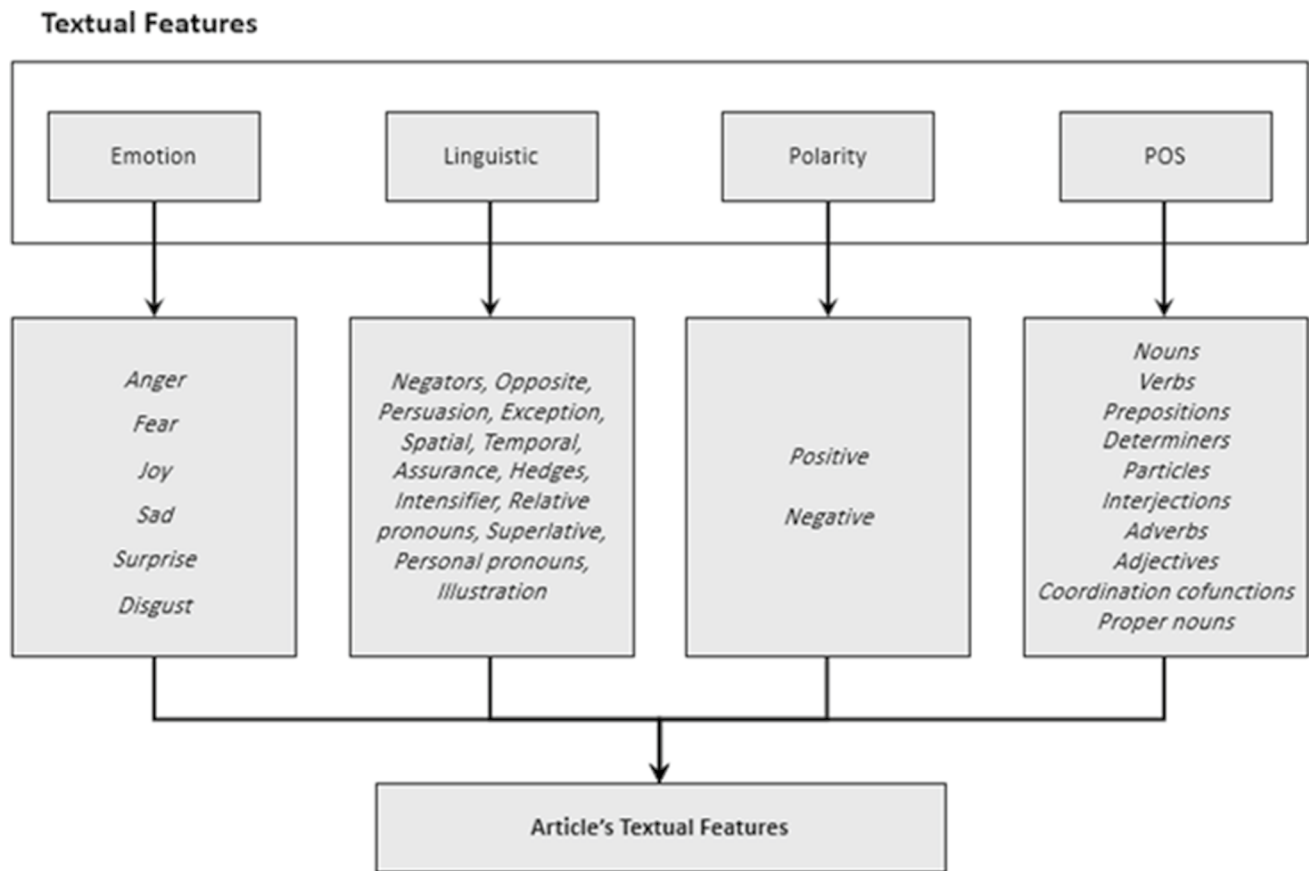 Textual Features
Emotion
Linguistic
Polarity
POS
Anger
Fear
Joy
Sad
Surprise
Disgust
Negators, Opposite,
Persuasion, Exception,
Spatial, Temporal,
Assurance, Hedges,
Intensifier, Relative
pronouns, Superlative,
Personal pronouns,
Illustration
Positive
Negative
Nouns
Verbs
Prepositions
Determiners
Particles
Interjections
Adverbs
Adjectives
Coordination cofunctions
Proper nouns
Article's Textual Features